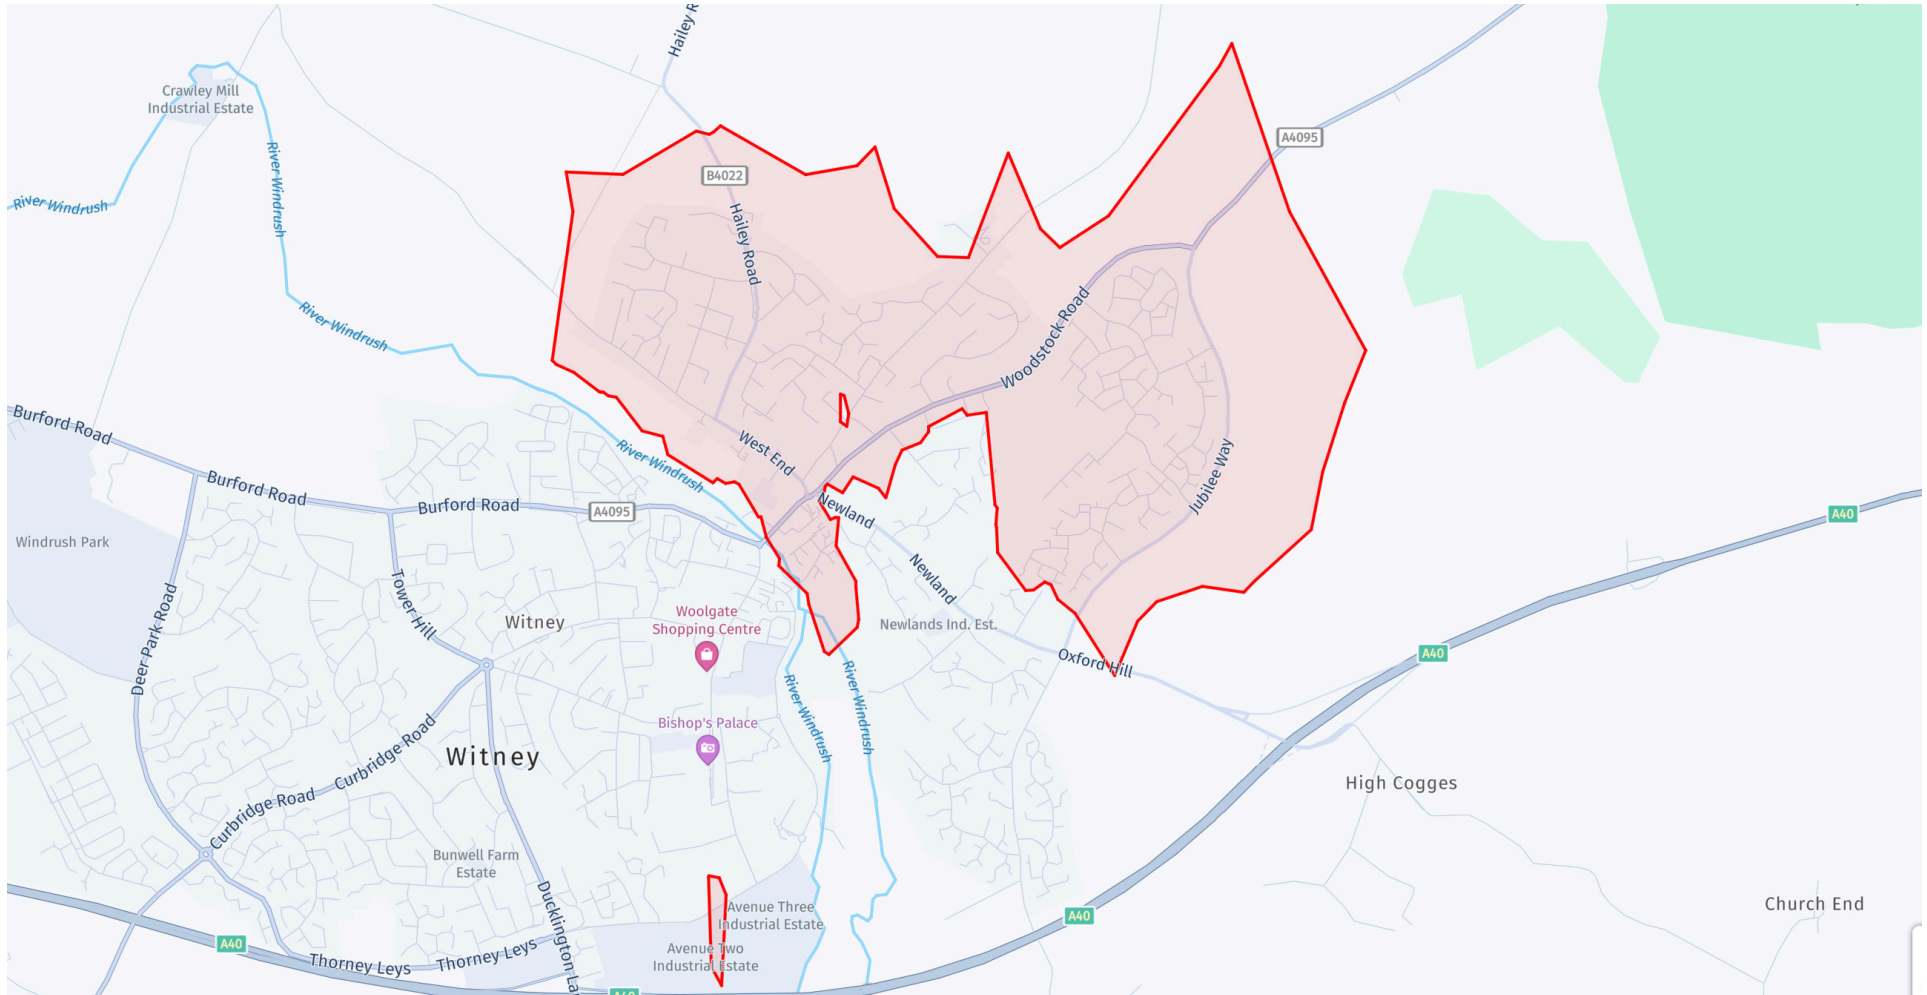 Hailey R
Crawley Mill
Industrial Estate
A4095
River Windrush
River Windrush
B4022
Hailey Road
River Windrush
Woodstock Road
Burford Road
West End
River Windrush
Jubilee Way
Burford Road
Burford Road
A4095
Newland
A40
Windrush Park
Tower Hill
Newland
Deer Park Road
Witney
Woolgate
Shopping Centre
Newlands Ind. Est.
Oxford Hill
A40
River Windrush
River Windrush
Bishop's Palace
Witney
Curbridge Road
High Cogges
Curbridge Road
Bunwell Farm
Estate
Ducklington La
Avenue Three
Industrial Estate
A40
Church End
A40
Thorney Leys
Thorney Leys
Avenue Two
Industrial Estate
A40